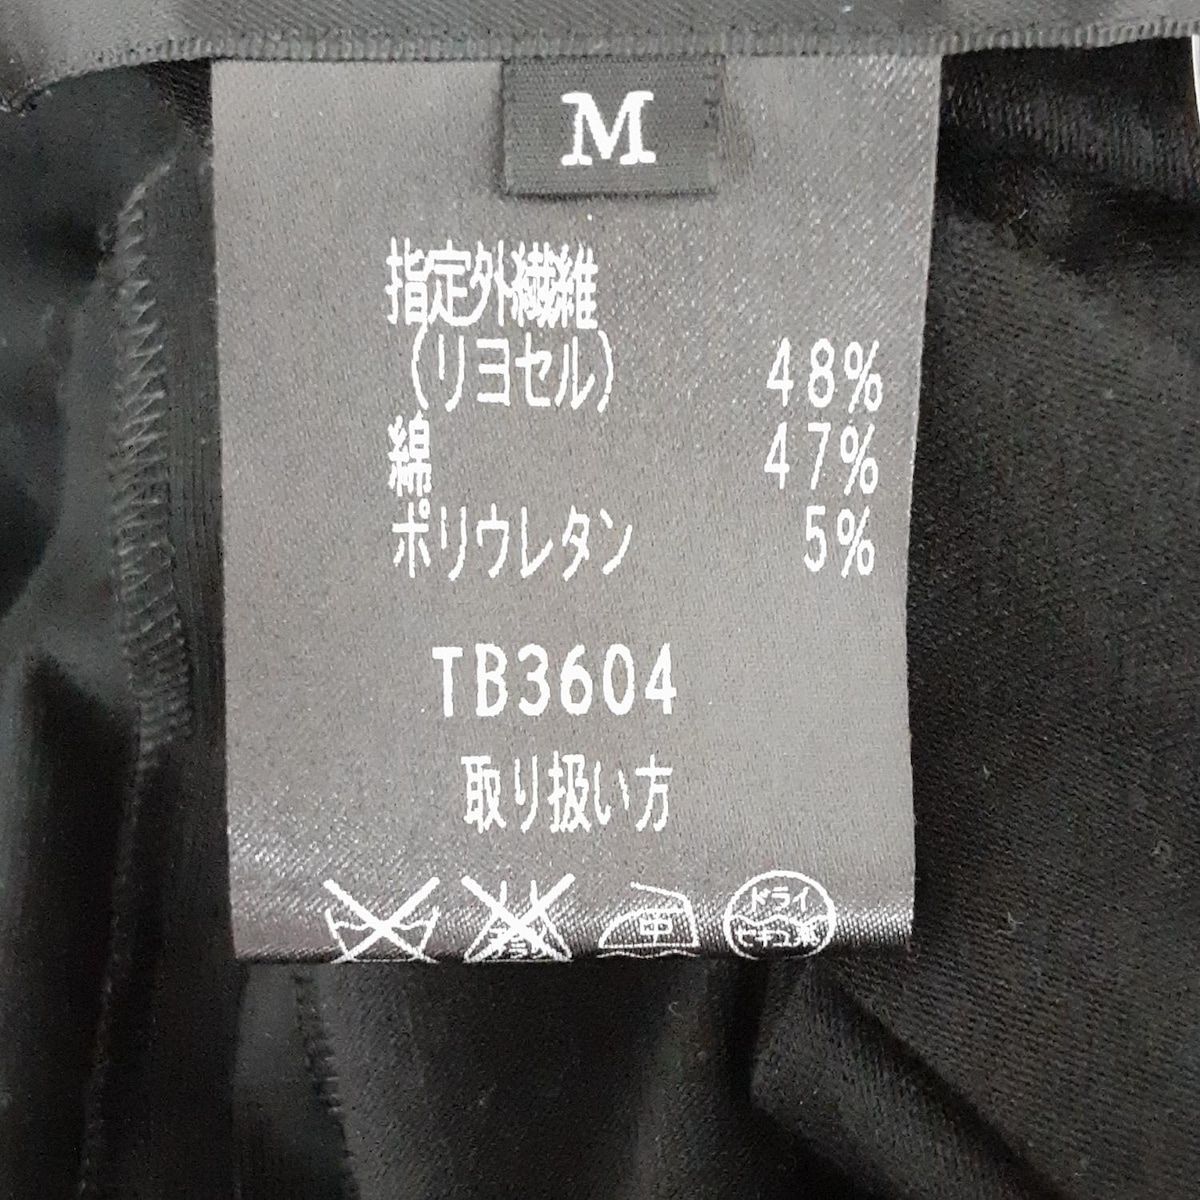 M
指定外繊維
(リヨセル) 48%
綿 47%
ポリウレタン 5%
TB3604
取り扱い方
中
ドライ